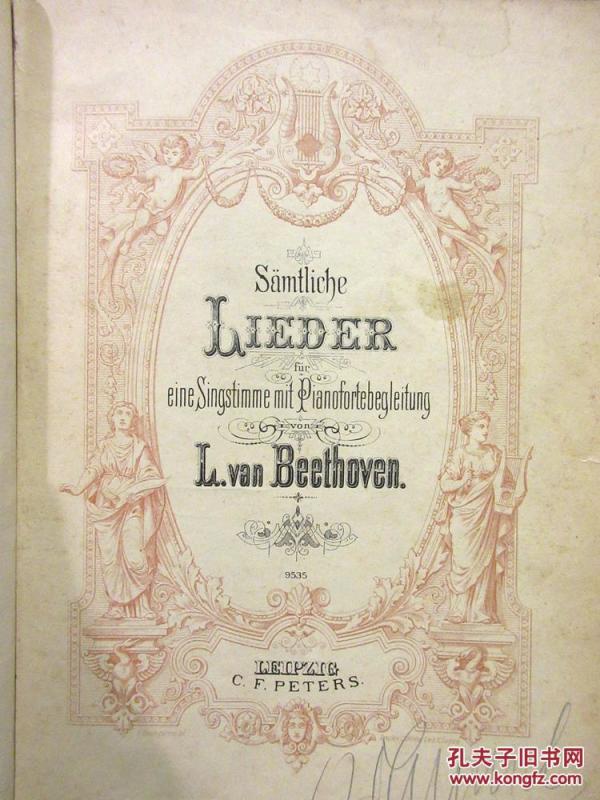 Sämtliche
LIEDER
für
eine Singstimme mit Pianofortebegleitung
von
L. van Beethoven.
9535
LEIPZIG
C. F. PETERS.
孔夫子旧书网
www.kongfz.com